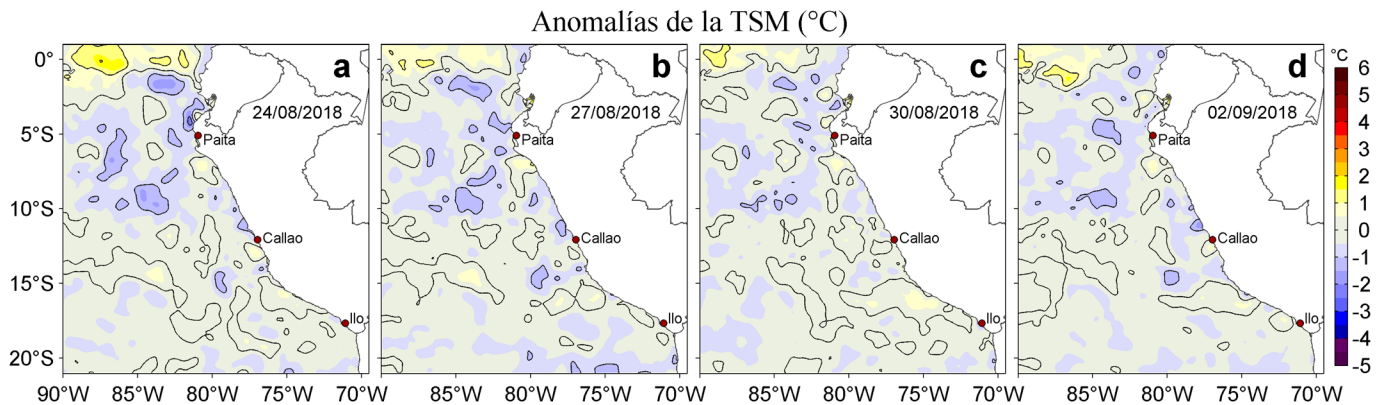 Anomalías de la TSM (°C)
a
24/08/2018
Paita
Callao
Ilo
b
27/08/2018
Paita
Callao
Ilo
c
30/08/2018
Paita
Callao
Ilo
d
02/09/2018
Paita
Callao
Ilo
0°
5°S
10°S
15°S
20°S
90°W 85°W 80°W 75°W 70°W
85°W 80°W 75°W 70°W
85°W 80°W 75°W 70°W
85°W 80°W 75°W 70°W
°C
6
5
4
3
2
1
0
-1
-2
-3
-4
-5